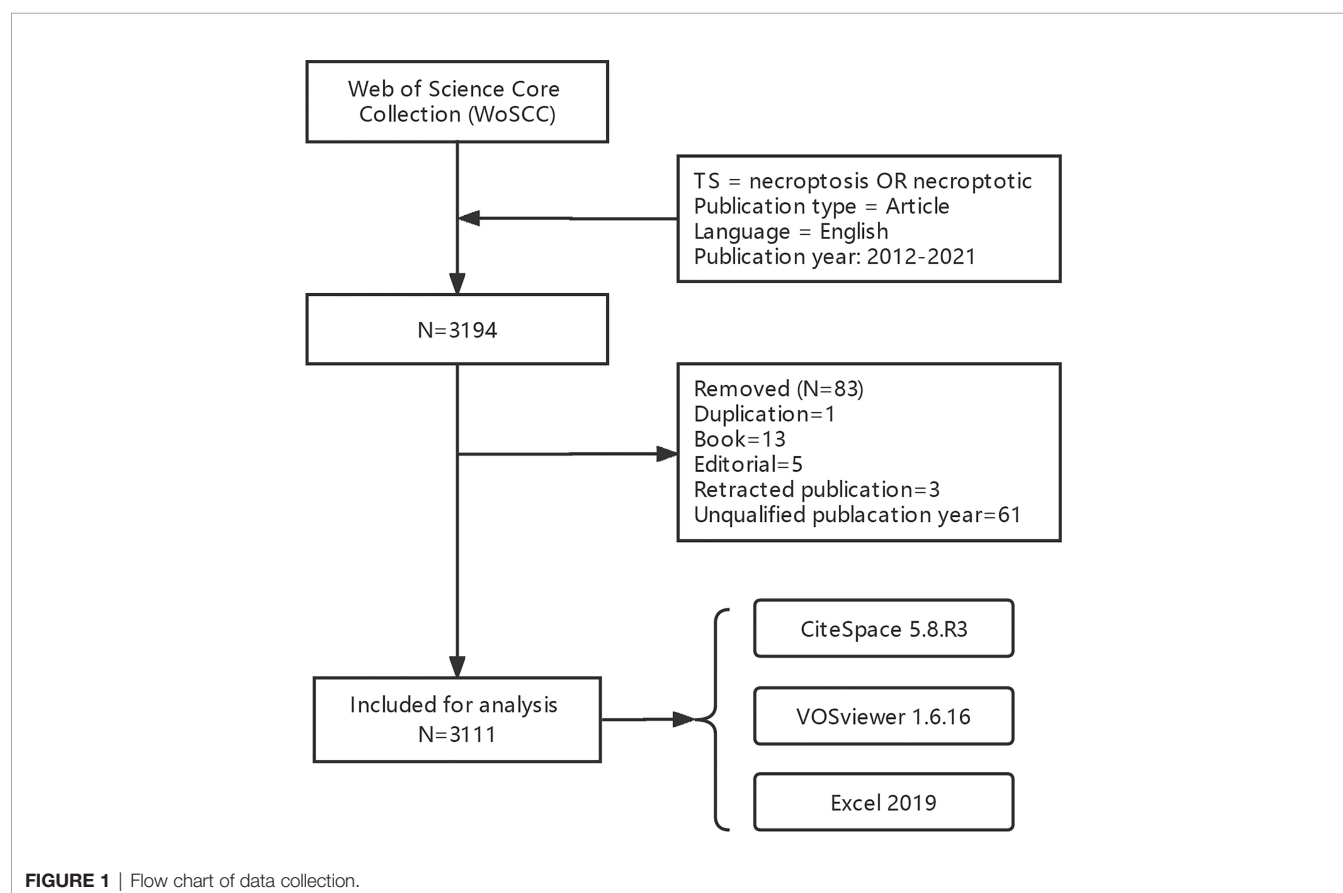 Web of Science Core
Collection (WoSCC)
TS = necroptosis OR necroptotic
Publication type = Article
Language = English
Publication year: 2012-2021
N=3194
Removed (N=83)
Duplication=1
Book=13
Editorial=5
Retracted publication=3
Unqualified publacation year=61
Included for analysis
N=3111
CiteSpace 5.8.R3
VOSviewer 1.6.16
Excel 2019
FIGURE 1 | Flow chart of data collection.